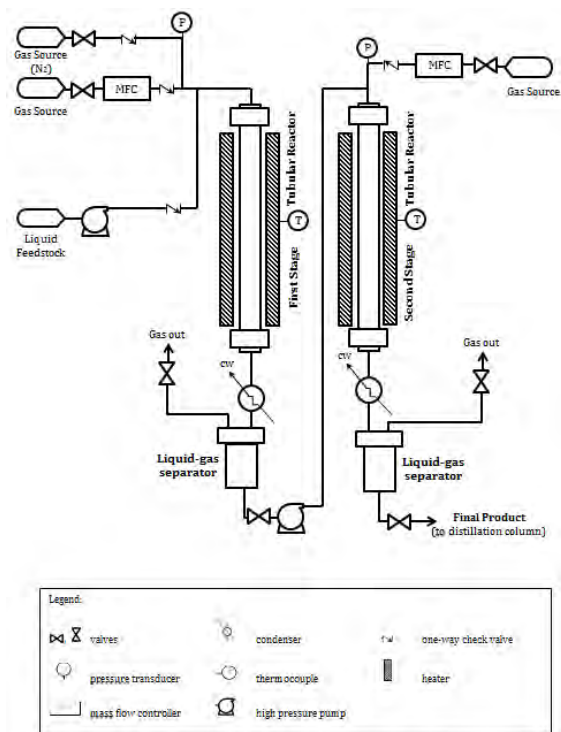 P
Gas Source
(N₂)
MFC
Gas Source
Liquid
Feedstock
First Stage Tubular Reactor
T
Gas out
CW
Liquid-gas
separator
P
MFC
Gas Source
Second Stage Tubular Reactor
T
Gas out
CW
Liquid-gas
separator
Final Product
(to distillation column)
Legend:
valves
condenser
one-way check valve
pressure transducer
thermocouple
heater
mass flow controller
high pressure pump